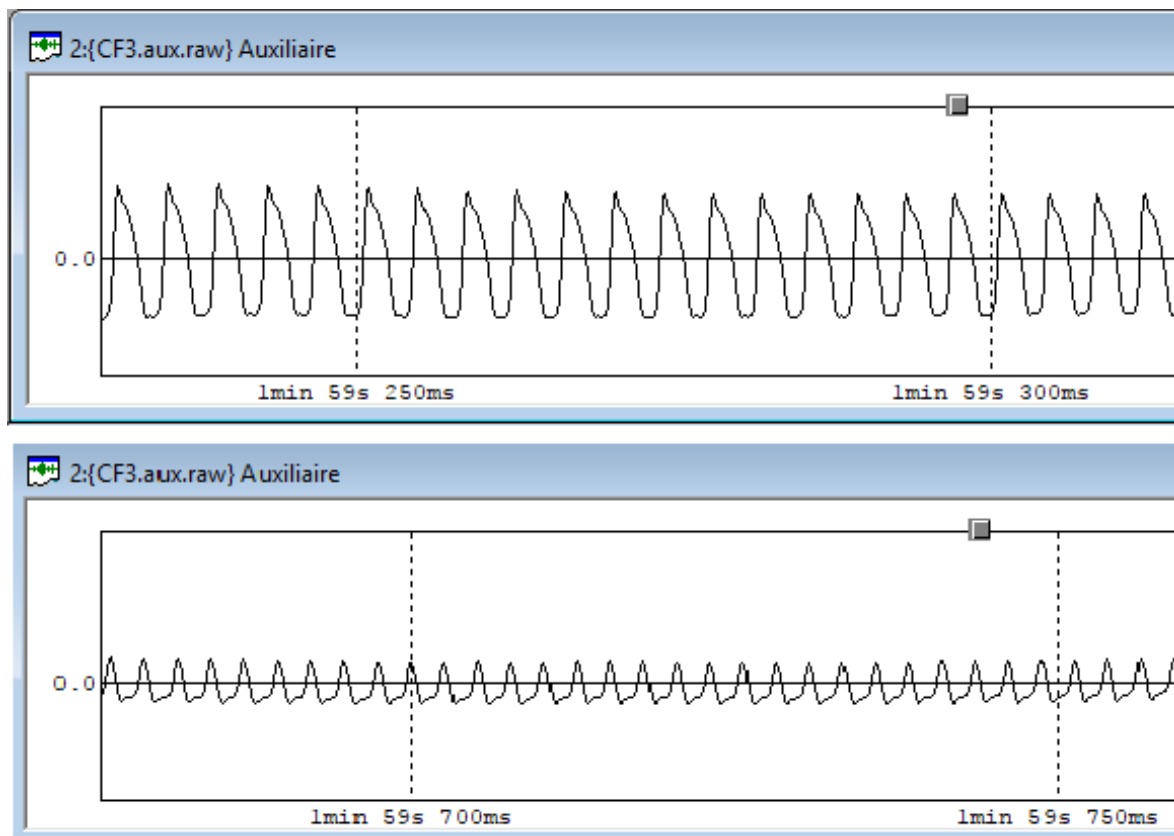 2:{CF3.aux.raw} Auxiliaire
0.0
1min 59s 250ms 1min 59s 300ms
2:{CF3.aux.raw} Auxiliaire
0.0
1min 59s 700ms 1min 59s 750ms